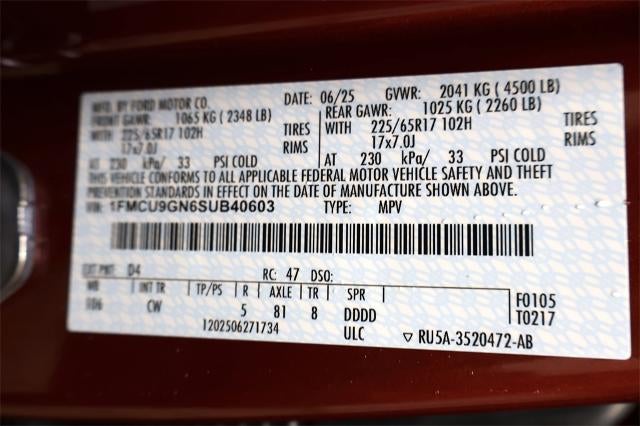 MFD. BY FORD MOTOR CO.
DATE: 06/25 GVWR: 2041 KG ( 4500 LB)
FRONT GAWR: 1065 KG ( 2348 LB)
REAR GAWR: 1025 KG ( 2260 LB)
WITH 225/65R17 102H TIRES
WITH 225/65R17 102H TIRES
17x7.0J RIMS
17x7.0J RIMS
AT 230 kPa/ 33 PSI COLD
AT 230 kPa/ 33 PSI COLD
THIS VEHICLE CONFORMS TO ALL APPLICABLE FEDERAL MOTOR VEHICLE SAFETY AND THEFT
PREVENTION STANDARDS IN EFFECT ON THE DATE OF MANUFACTURE SHOWN ABOVE.
VIN: 1FMCU9GN6SUB40603 TYPE: MPV
EXT PNT: D4 RC: 47 DSO:
WB INT TR TP/PS R AXLE TR SPR
106 CW 5 81 8 DDDD
F0105
T0217
1202506271734 ULC ▽ RU5A-3520472-AB